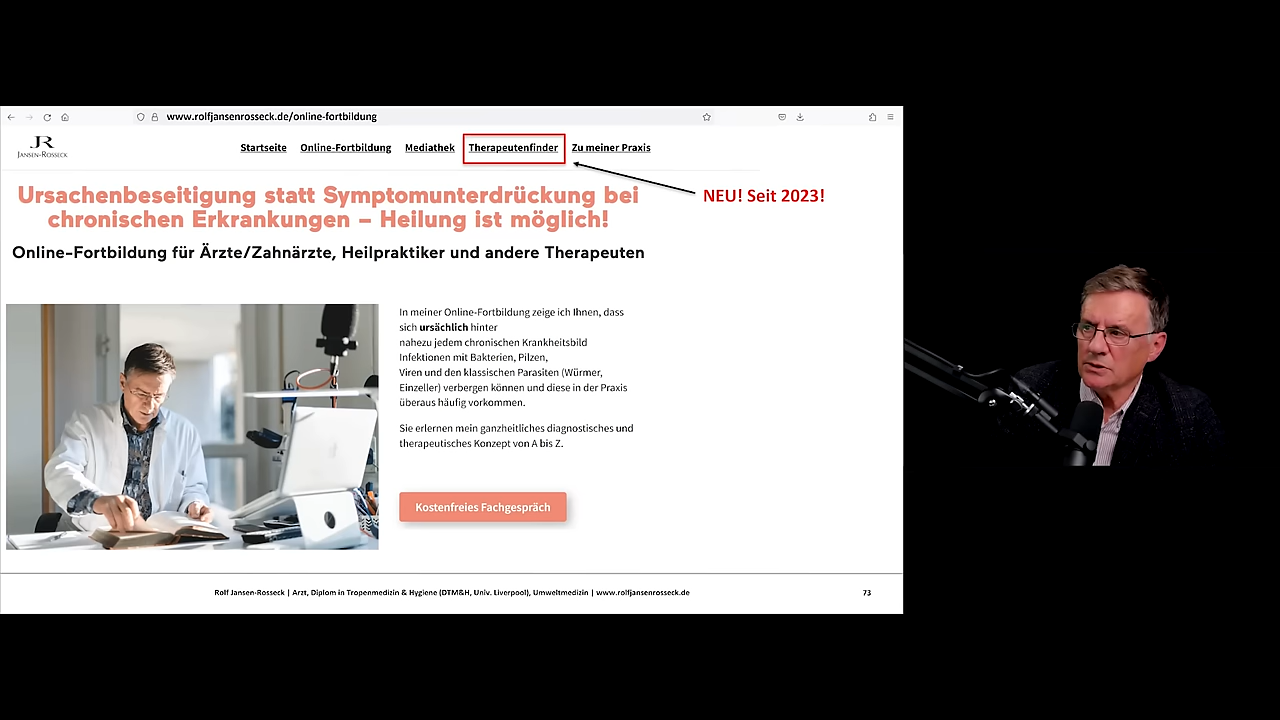 www.rolfjansenrosseck.de/online-fortbildung
JR
JANSEN-ROSSECK
Startseite Online-Fortbildung Mediathek Therapeutenfinder Zu meiner Praxis
NEU! Seit 2023!
Ursachenbeseitigung statt Symptomunterdrückung bei
chronischen Erkrankungen – Heilung ist möglich!
Online-Fortbildung für Ärzte/Zahnärzte, Heilpraktiker und andere Therapeuten
In meiner Online-Fortbildung zeige ich Ihnen, dass
sich ursächlich hinter
nahezu jedem chronischen Krankheitsbild
Infektionen mit Bakterien, Pilzen,
Viren und den klassischen Parasiten (Würmer,
Einzeller) verbergen können und diese in der Praxis
überaus häufig vorkommen.
Sie erlernen mein ganzheitliches diagnostisches und
therapeutisches Konzept von A bis Z.
Kostenfreies Fachgespräch
Rolf Jansen-Rosseck | Arzt, Diplom in Tropenmedizin & Hygiene (DTM&H, Univ. Liverpool), Umweltmedizin | www.rolfjansenrosseck.de
73